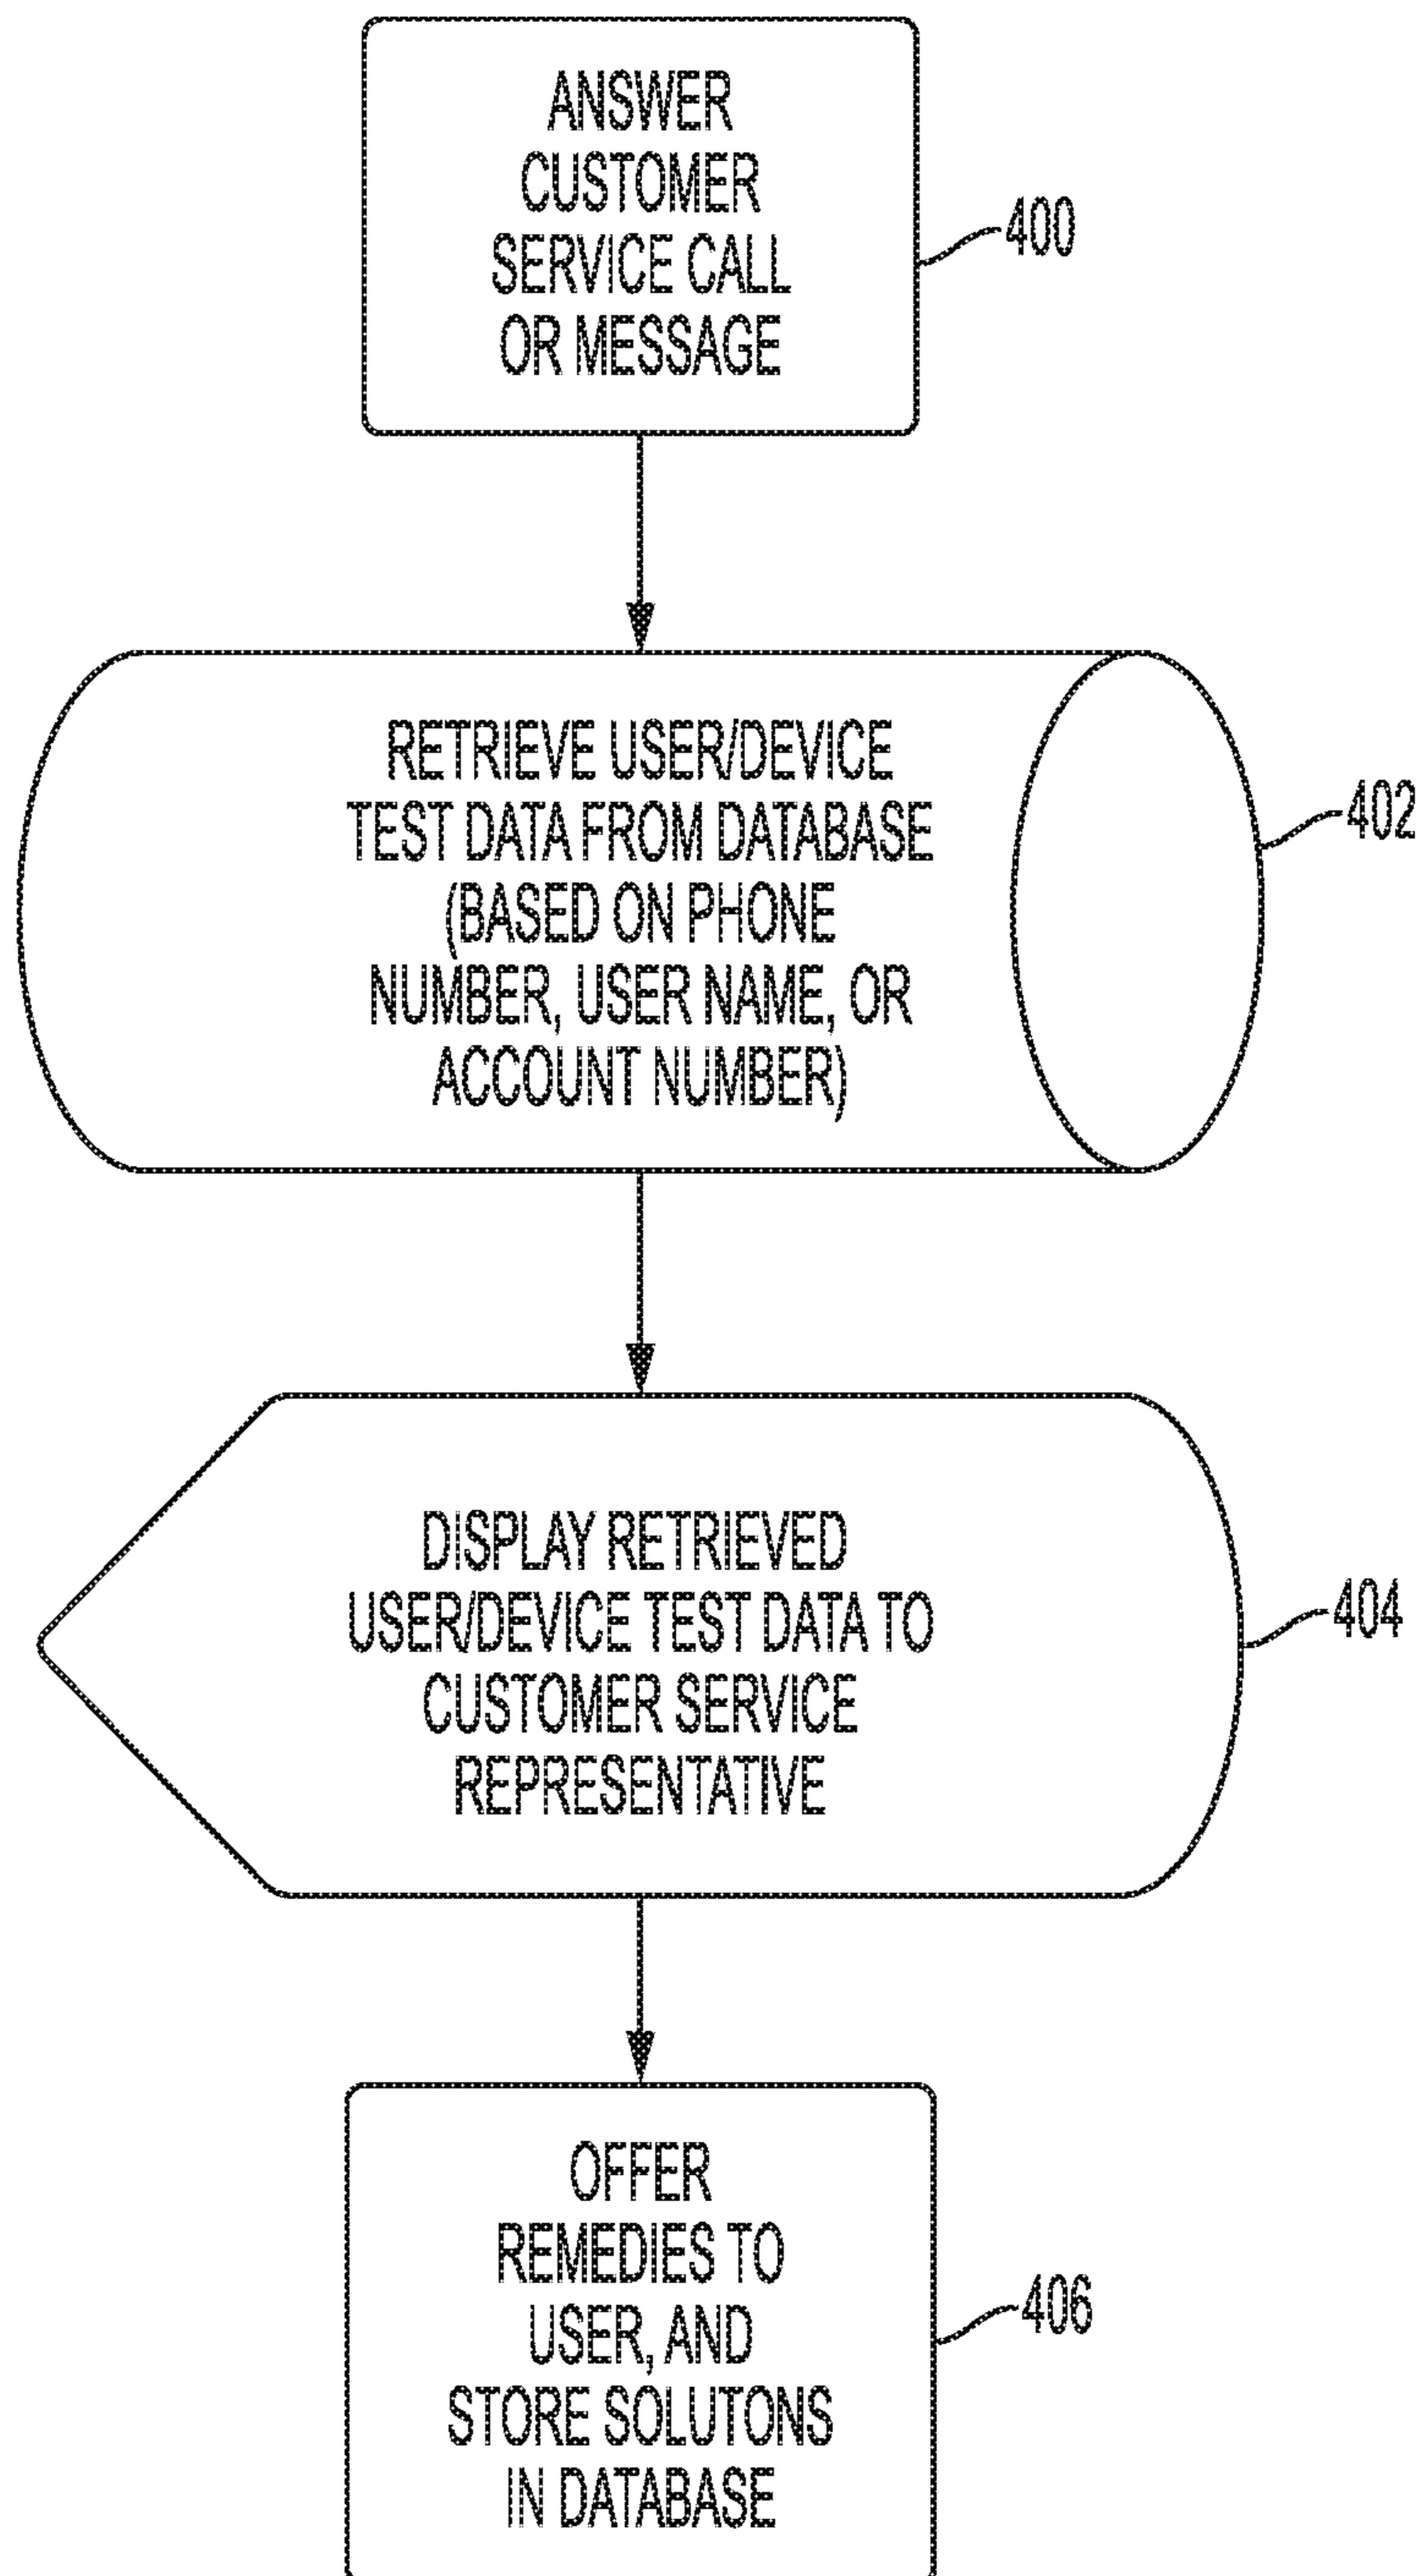 ANSWER
CUSTOMER
SERVICE CALL
OR MESSAGE
400
RETRIEVE USER/DEVICE
TEST DATA FROM DATABASE
(BASED ON PHONE
NUMBER, USER NAME, OR
ACCOUNT NUMBER)
402
DISPLAY RETRIEVED
USER/DEVICE TEST DATA TO
CUSTOMER SERVICE
REPRESENTATIVE
404
OFFER
REMEDIES TO
USER, AND
STORE SOLUTONS
IN DATABASE
406